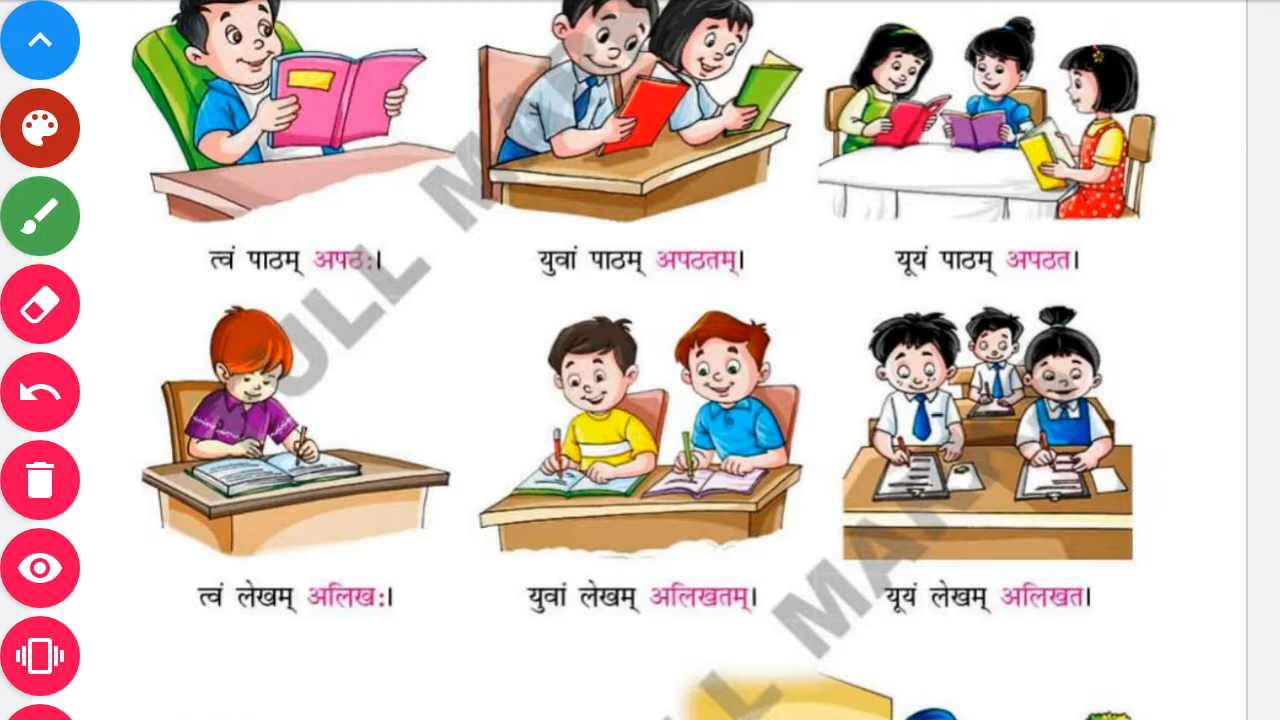 त्वं पाठम् अपठः।
युवां पाठम् अपठतम्।
यूयं पाठम् अपठत।
त्वं लेखम् अलिखः।
युवां लेखम् अलिखतम्।
यूयं लेखम् अलिखत।